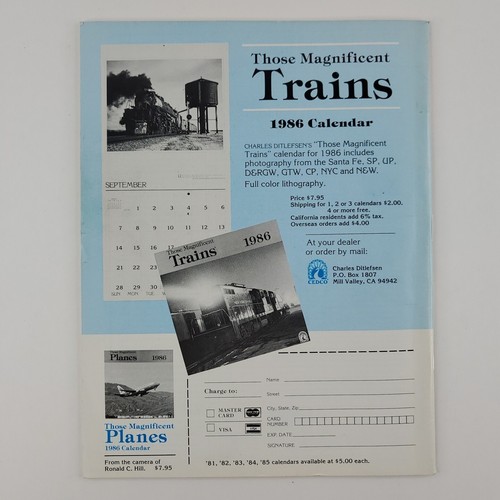 Those Magnificent
Trains
1986 Calendar
CHARLES DITLEFSEN'S "Those Magnificent
Trains" calendar for 1986 includes
photography from the Santa Fe, SP, UP,
D&RGW, GTW, CP, NYC and N&W.
Full color lithography.
Price $7.95
Shipping for 1, 2 or 3 calendars $2.00,
4 or more free.
California residents add 6% tax.
Overseas orders add $4.00
At your dealer
or order by mail:
CEDCO
Charles Ditlefsen
P.O. Box 1807
Mill Valley, CA 94942
SEPTEMBER
1 2 3 4 5 6
7 8 9 10 11 12 13
14 15 16 17
21 22 23
28 29 30
SUN MON TUE
Those Magnificent
Trains
1986
Those Magnificent
Planes 1986
Those Magnificent
Planes
1986 Calendar
From the camera of
Ronald C. Hill. $7.95
Charge to:
MASTER
CARD
VISA
Name
Street
City, State, Zip
CARD
NUMBER
EXP. DATE
SIGNATURE
'81, '82, '83, '84, '85 calendars available at $5.00 each.